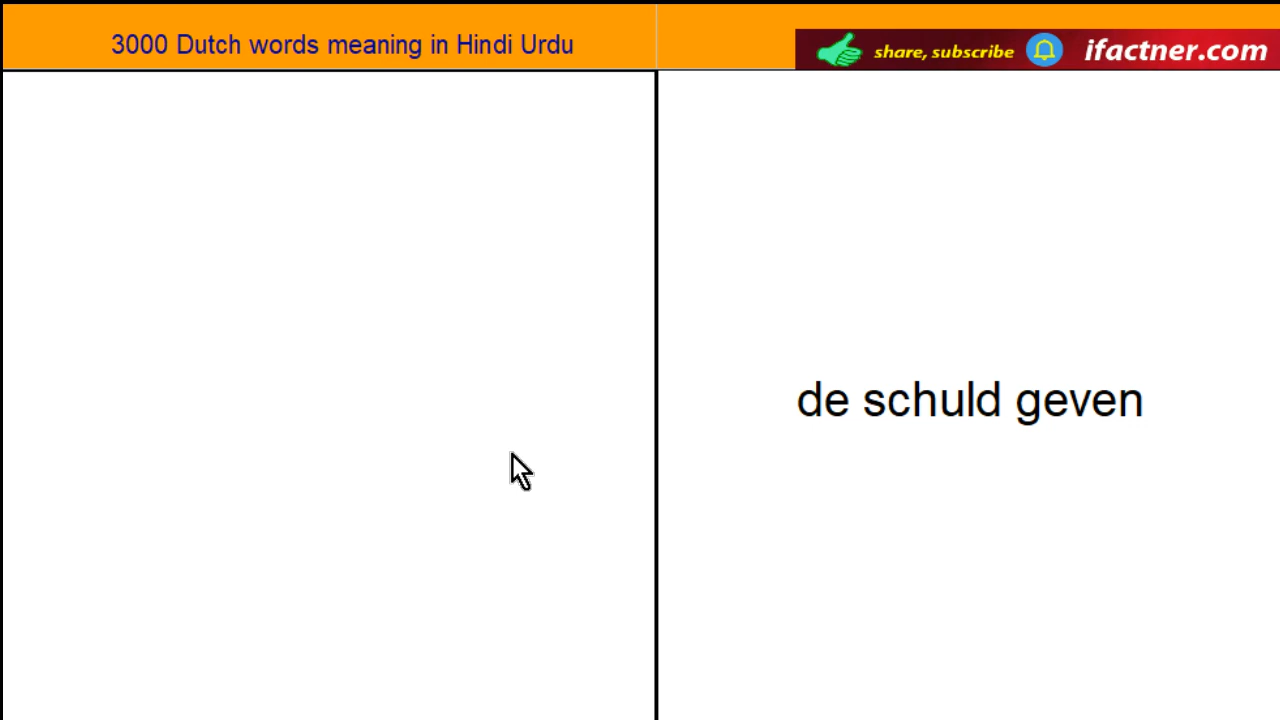 3000 Dutch words meaning in Hindi Urdu
share, subscribe
ifactner.com
de schuld geven